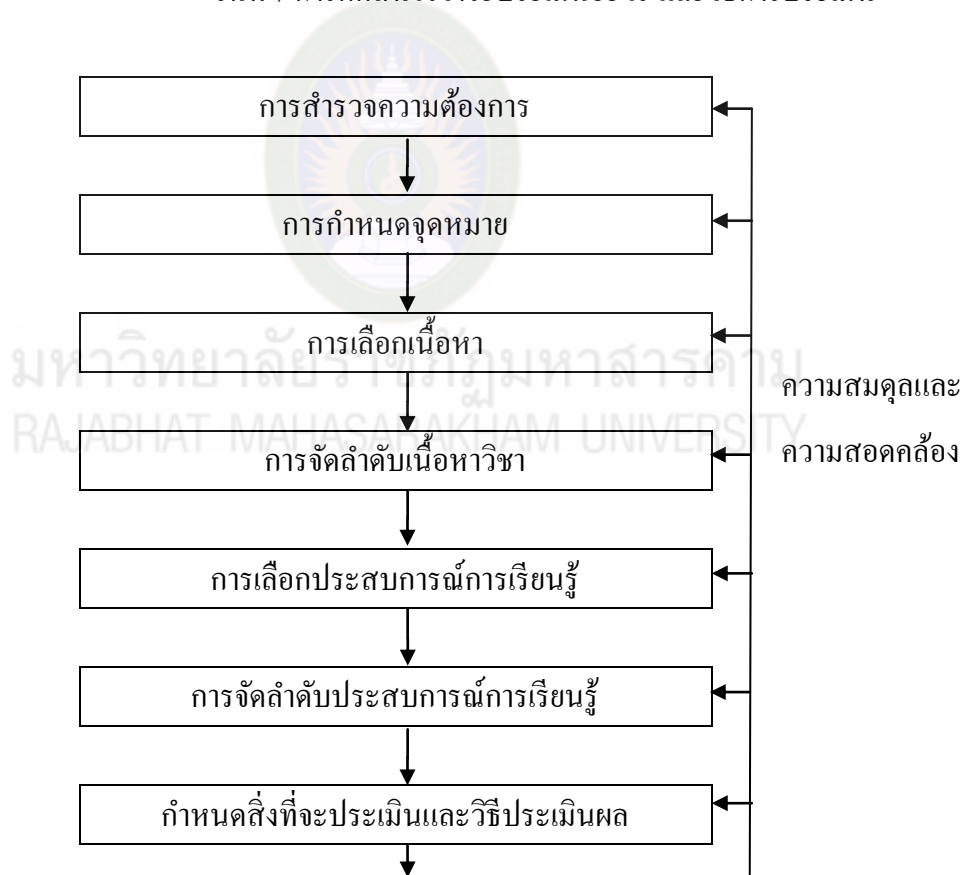 การสำรวจความต้องการ
การกำหนดจุดหมาย
การเลือกเนื้อหา
มหาวิทยาลัยราชภัฏมหาสารคาม
RAJABHAT MAHASARAKHAM UNIVERSITY
ความสมดุลและ
ความสอดคล้อง
การจัดลำดับเนื้อหาวิชา
การเลือกประสบการณ์การเรียนรู้
การจัดลำดับประสบการณ์การเรียนรู้
กำหนดสิ่งที่จะประเมินและวิธีประเมินผล